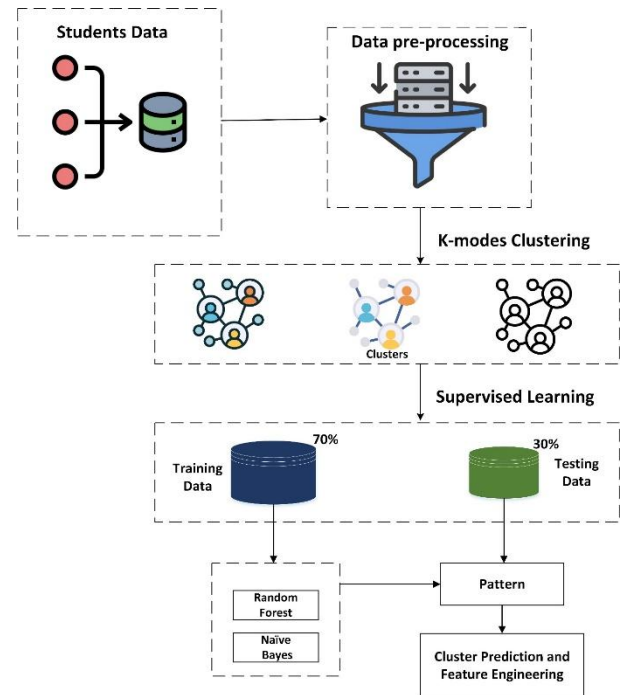 Students Data
Data pre-processing
K-modes Clustering
Clusters
Supervised Learning
70%
Training
Data
30%
Testing
Data
Random
Forest
Naïve
Bayes
Pattern
Cluster Prediction and
Feature Engineering